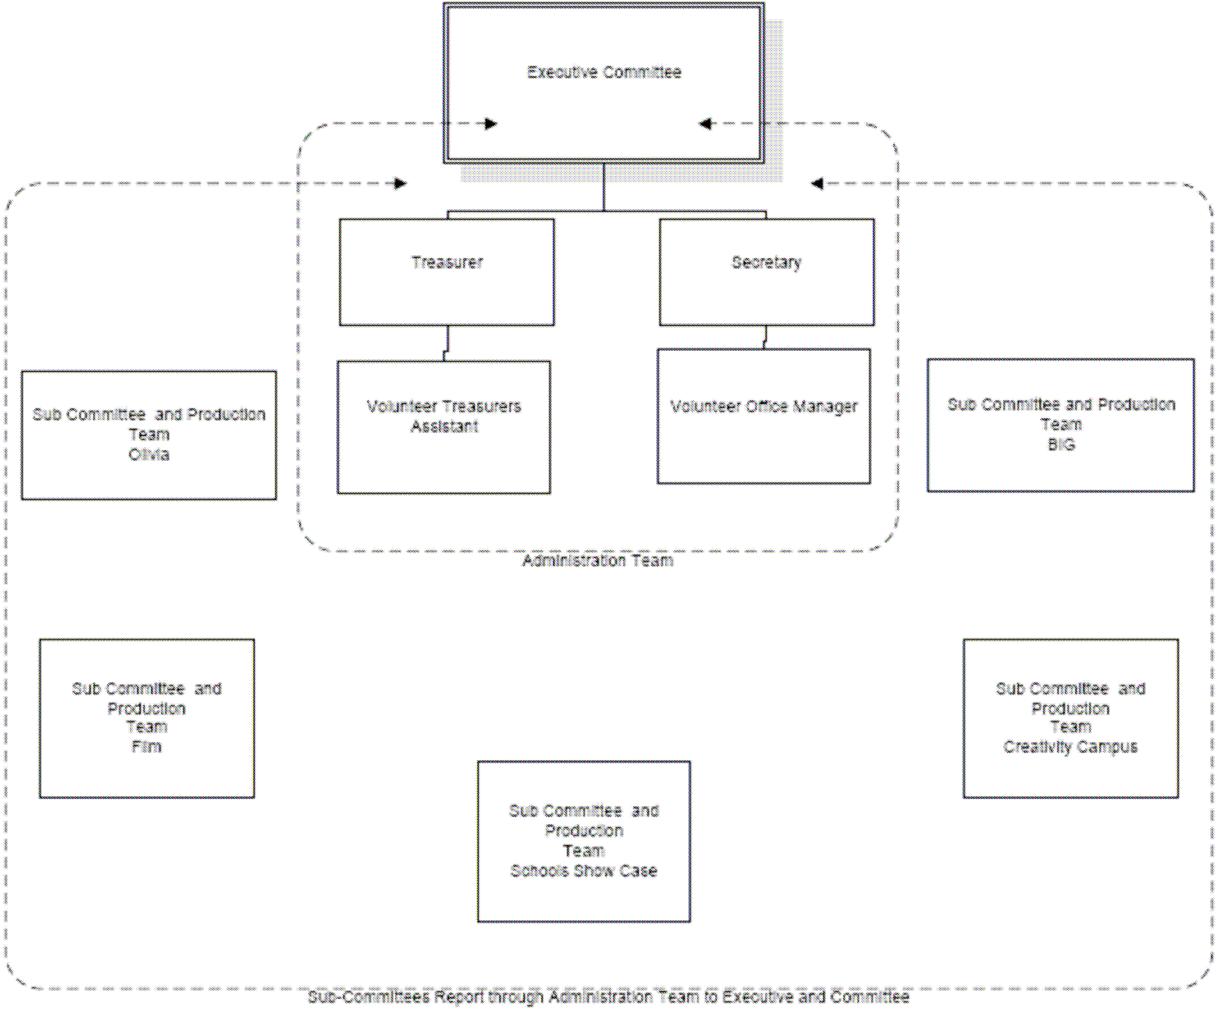 Executive Committee
Treasurer
Secretary
Volunteer Treasurers
Assistant
Volunteer Office Manager
Sub Committee and Production
Team
Olivia
Sub Committee and Production
Team
BIG
Administration Team
Sub Committee and
Production
Team
Film
Sub Committee and
Production
Team
Creativity Campus
Sub Committee and
Production
Team
Schools Show Case
Sub-Committees Report through Administration Team to Executive and Committee